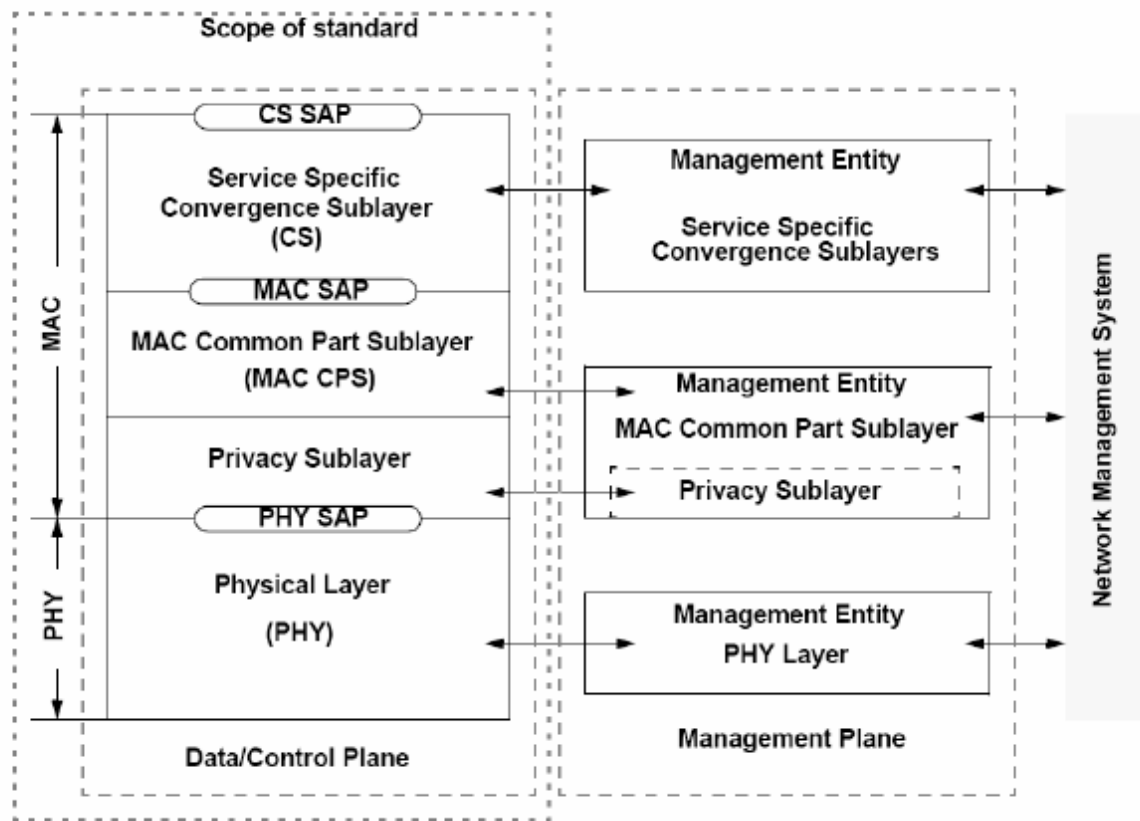 Scope of standard
CS SAP
Service Specific
Convergence Sublayer
(CS)
MAC SAP
MAC Common Part Sublayer
(MAC CPS)
Privacy Sublayer
PHY SAP
Physical Layer
(PHY)
Data/Control Plane
MAC
PHY
Management Entity
Service Specific
Convergence Sublayers
Management Entity
MAC Common Part Sublayer
Privacy Sublayer
Management Entity
PHY Layer
Management Plane
Network Management System